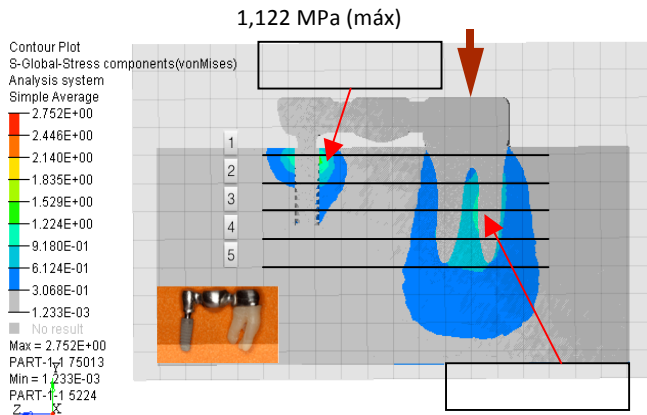 1,122 MPa (máx)
Contour Plot
S-Global-Stress components(vonMises)
Analysis system
Simple Average
2.752E+00
2.446E+00
2.140E+00
1.835E+00
1.529E+00
1.224E+00
9.180E-01
6.124E-01
3.068E-01
1.233E-03
No result
Max = 2.752E+00
PART-1-1 75013
Min = 1.233E-03
PART-1-1 5224
Y
Z
X
1
2
3
4
5